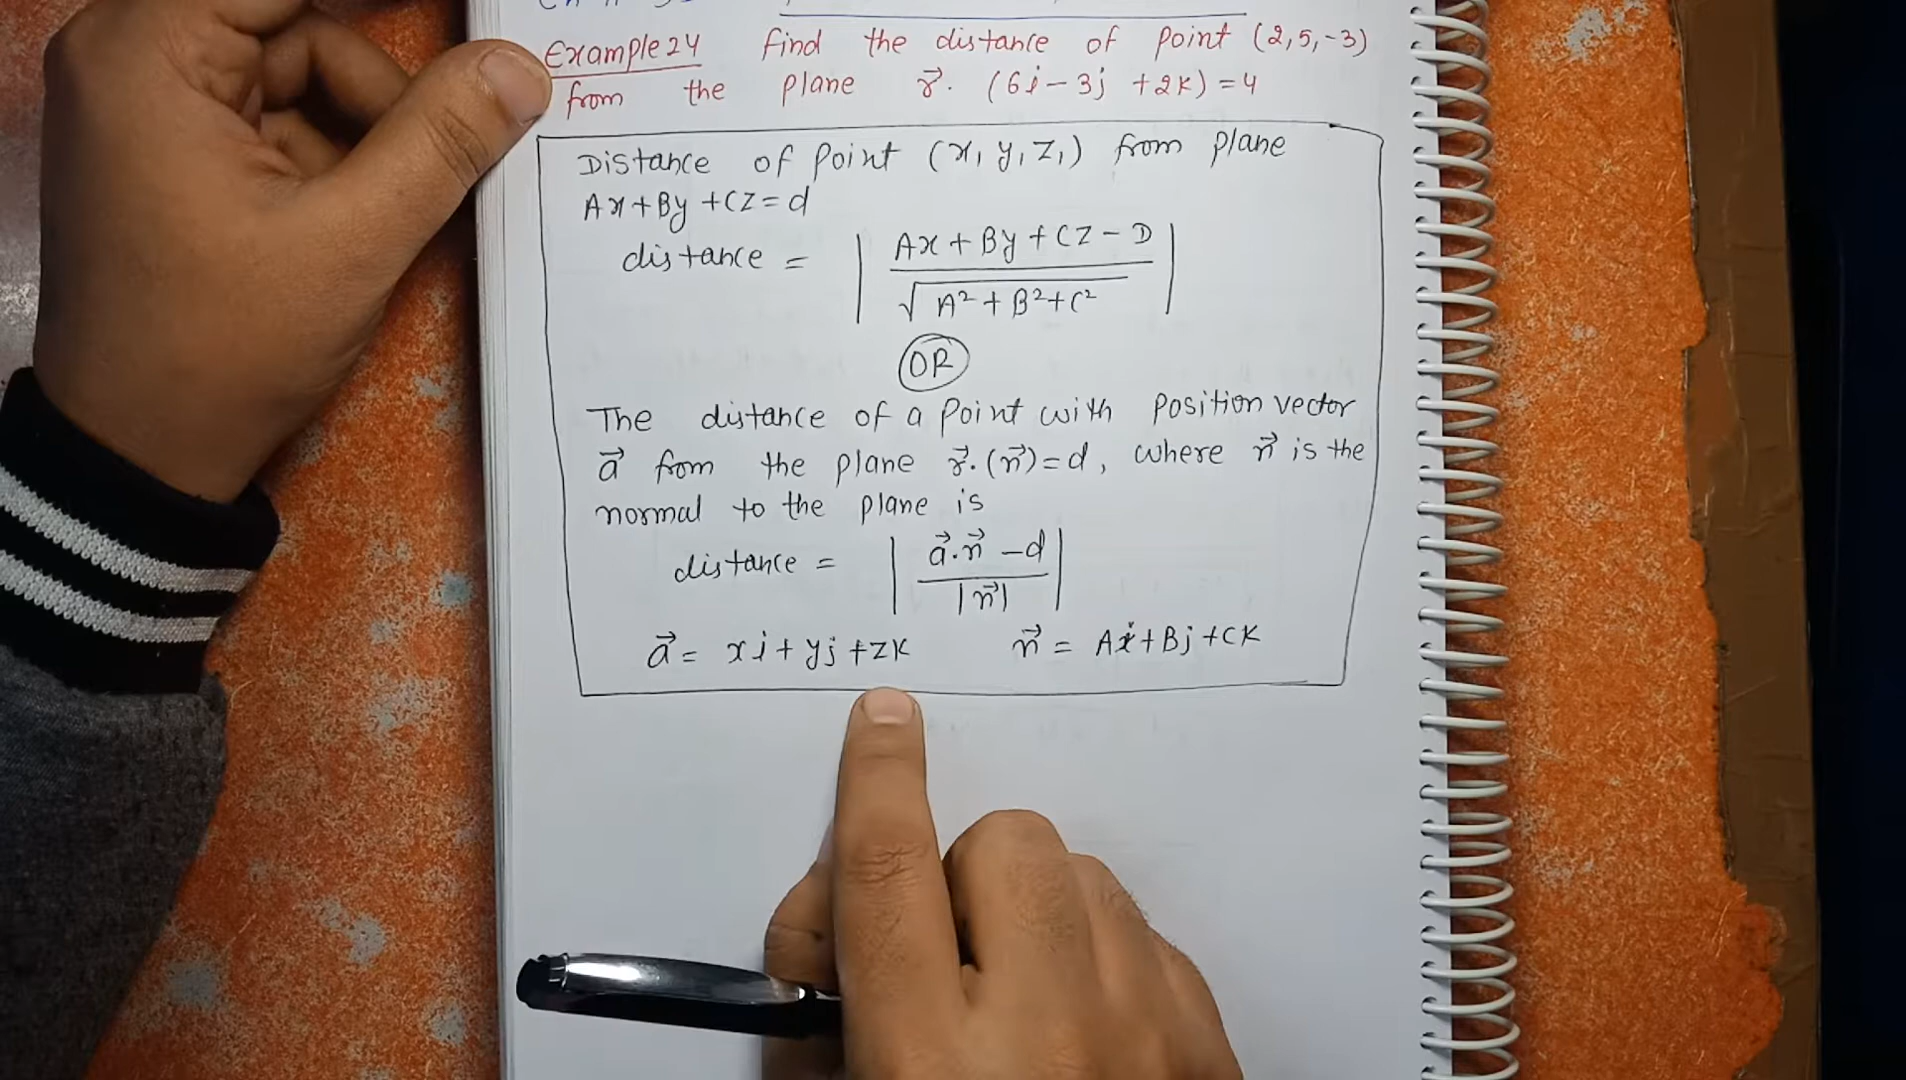 Example 24 find the distance of point (2,5,-3)
from the plane r⃗. (6i-3j+2k)=4
Distance of point (x₁ y₁ z₁) from plane
Ax+By+Cz=d
distance = | Ax+By+Cz-D / √A²+B²+C² |
OR
The distance of a point with position vector
a⃗ from the plane r⃗.(n⃗)=d, where n⃗ is the
normal to the plane is
distance = | a⃗.n⃗ -d / |n⃗| |
a⃗ = xi+yj+zk n⃗ = Ai+Bj+Ck